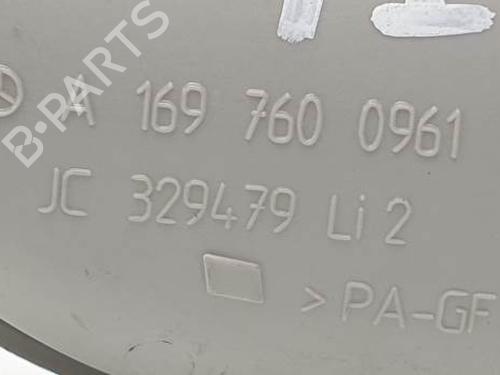 A 169 760 0961
JC 329479 Li 2
> PA-GF
B-PARTS